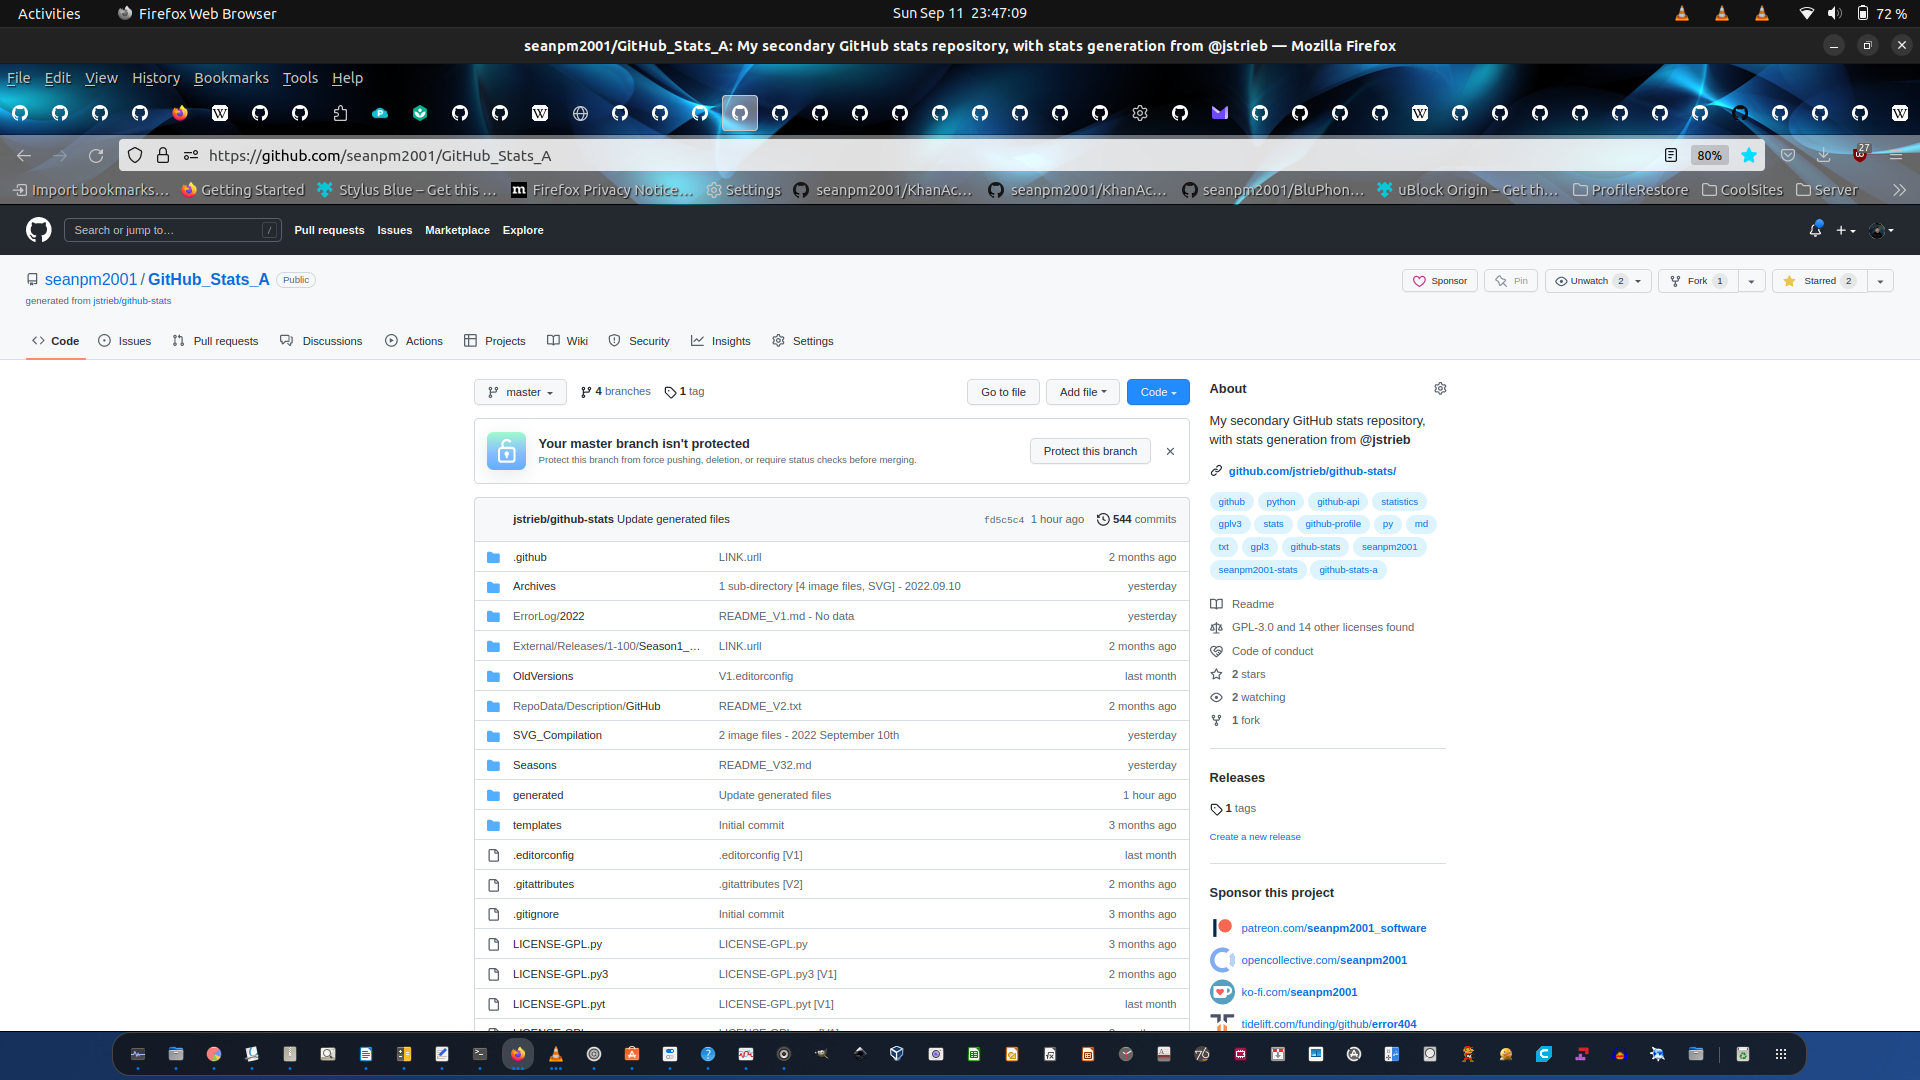 Activities Firefox Web Browser Sun Sep 11 23:47:09 72 %
seanpm2001/GitHub_Stats_A: My secondary GitHub stats repository, with stats generation from @jstrieb — Mozilla Firefox
File Edit View History Bookmarks Tools Help
https://github.com/seanpm2001/GitHub_Stats_A 80% 27
Import bookmarks… Getting Started Stylus Blue – Get this … Firefox Privacy Notice… Settings seanpm2001/KhanAc… seanpm2001/KhanAc… seanpm2001/BluPhon… uBlock Origin – Get th… ProfileRestore CoolSites Server
Search or jump to… / Pull requests Issues Marketplace Explore
seanpm2001 / GitHub_Stats_A Public Sponsor Pin Unwatch 2 Fork 1 Starred 2
generated from jstrieb/github-stats
Code Issues Pull requests Discussions Actions Projects Wiki Security Insights Settings
master 4 branches 1 tag Go to file Add file Code
Your master branch isn't protected
Protect this branch from force pushing, deletion, or require status checks before merging.
Protect this branch
jstrieb/github-stats Update generated files fd5c5c4 1 hour ago 544 commits
.github LINK.urll 2 months ago
Archives 1 sub-directory [4 image files, SVG] - 2022.09.10 yesterday
ErrorLog/2022 README_V1.md - No data yesterday
External/Releases/1-100/Season1_… LINK.urll 2 months ago
OldVersions V1.editorconfig last month
RepoData/Description/GitHub README_V2.txt 2 months ago
SVG_Compilation 2 image files - 2022 September 10th yesterday
Seasons README_V32.md yesterday
generated Update generated files 1 hour ago
templates Initial commit 3 months ago
.editorconfig .editorconfig [V1] last month
.gitattributes .gitattributes [V2] 2 months ago
.gitignore Initial commit 3 months ago
LICENSE-GPL.py LICENSE-GPL.py 3 months ago
LICENSE-GPL.py3 LICENSE-GPL.py3 [V1] 2 months ago
LICENSE-GPL.pyt LICENSE-GPL.pyt [V1] last month
About
My secondary GitHub stats repository,
with stats generation from @jstrieb
github.com/jstrieb/github-stats/
github python github-api statistics
gplv3 stats github-profile py md
txt gpl3 github-stats seanpm2001
seanpm2001-stats github-stats-a
Readme
GPL-3.0 and 14 other licenses found
Code of conduct
2 stars
2 watching
1 fork
Releases
1 tags
Create a new release
Sponsor this project
patreon.com/seanpm2001_software
opencollective.com/seanpm2001
ko-fi.com/seanpm2001
tidelift.com/funding/github/error404